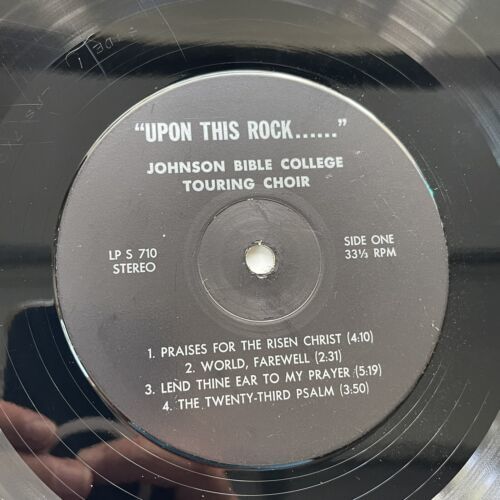 "UPON THIS ROCK......"
JOHNSON BIBLE COLLEGE
TOURING CHOIR
LP S 710
STEREO
SIDE ONE
33⅓ RPM
1. PRAISES FOR THE RISEN CHRIST (4:10)
2. WORLD, FAREWELL (2:31)
3. LEND THINE EAR TO MY PRAYER (5:19)
4. THE TWENTY-THIRD PSALM (3:50)